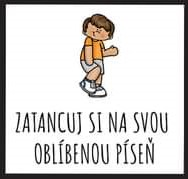 ZATANCUJ SI NA SVOU
OBLÍBENOU PÍSEŇ